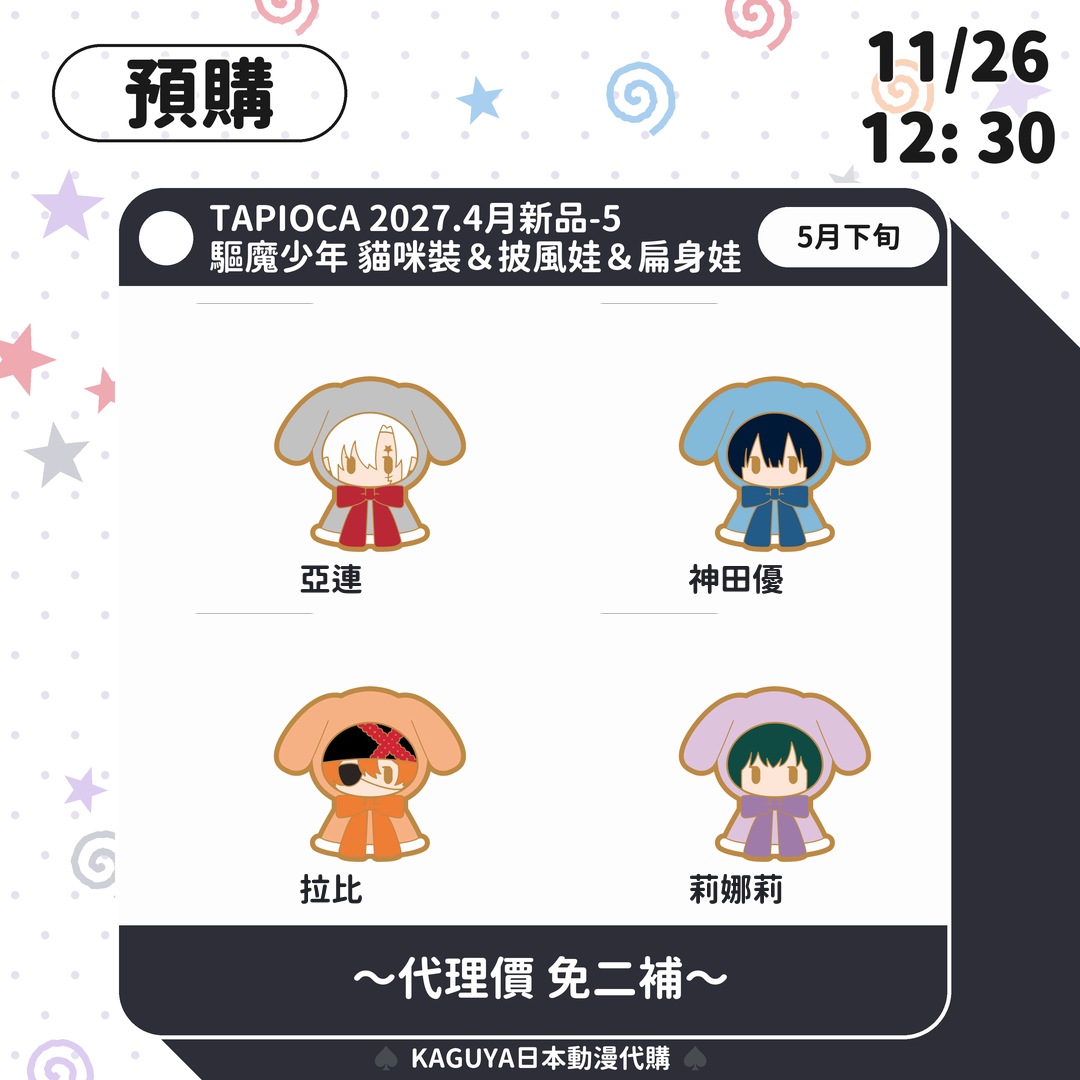 預購
11/26
12: 30
TAPIOCA 2027.4月新品-5
驅魔少年 貓咪裝＆披風娃＆扁身娃
5月下旬
亞連
神田優
拉比
莉娜莉
～代理價 免二補～
KAGUYA日本動漫代購